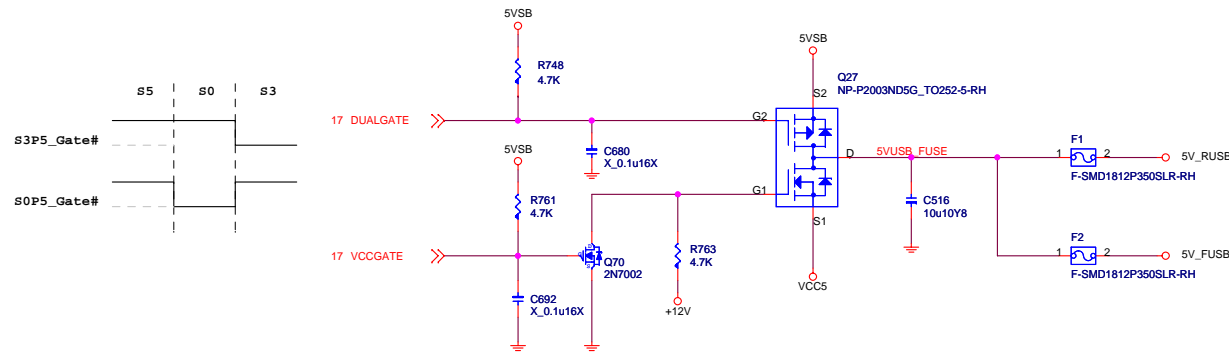 S5 S0 S3
S3P5_Gate#
S0P5_Gate#
5VSB
R748
4.7K
17 DUALGATE
C680
X_0.1u16X
5VSB
R761
4.7K
17 VCCGATE
C692
X_0.1u16X
Q70
2N7002
R763
4.7K
+12V
5VSB
Q27
NP-P2003ND5G_TO252-5-RH
S2
G2
D
G1
S1
VCC5
5VUSB_FUSE
C516
10u10Y8
F1
1 2
F-SMD1812P350SLR-RH
5V_RUSB
F2
1 2
F-SMD1812P350SLR-RH
5V_FUSB